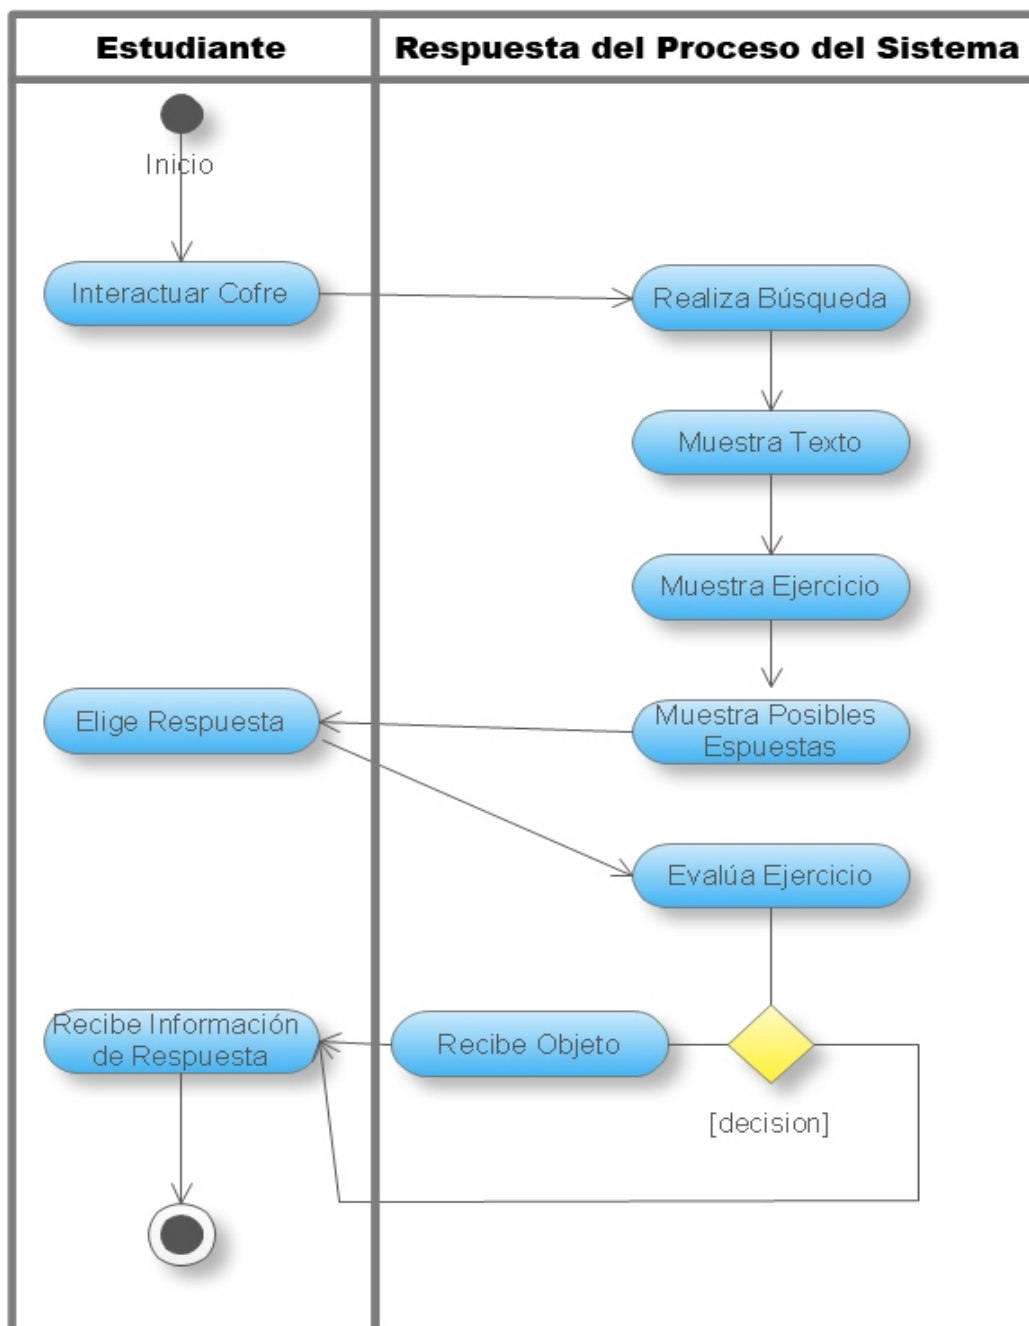 Estudiante
Respuesta del Proceso del Sistema
Inicio
Interactuar Cofre
Realiza Búsqueda
Muestra Texto
Muestra Ejercicio
Elige Respuesta
Muestra Posibles
Espuestas
Evalúa Ejercicio
Recibe Información
de Respuesta
Recibe Objeto
[decision]